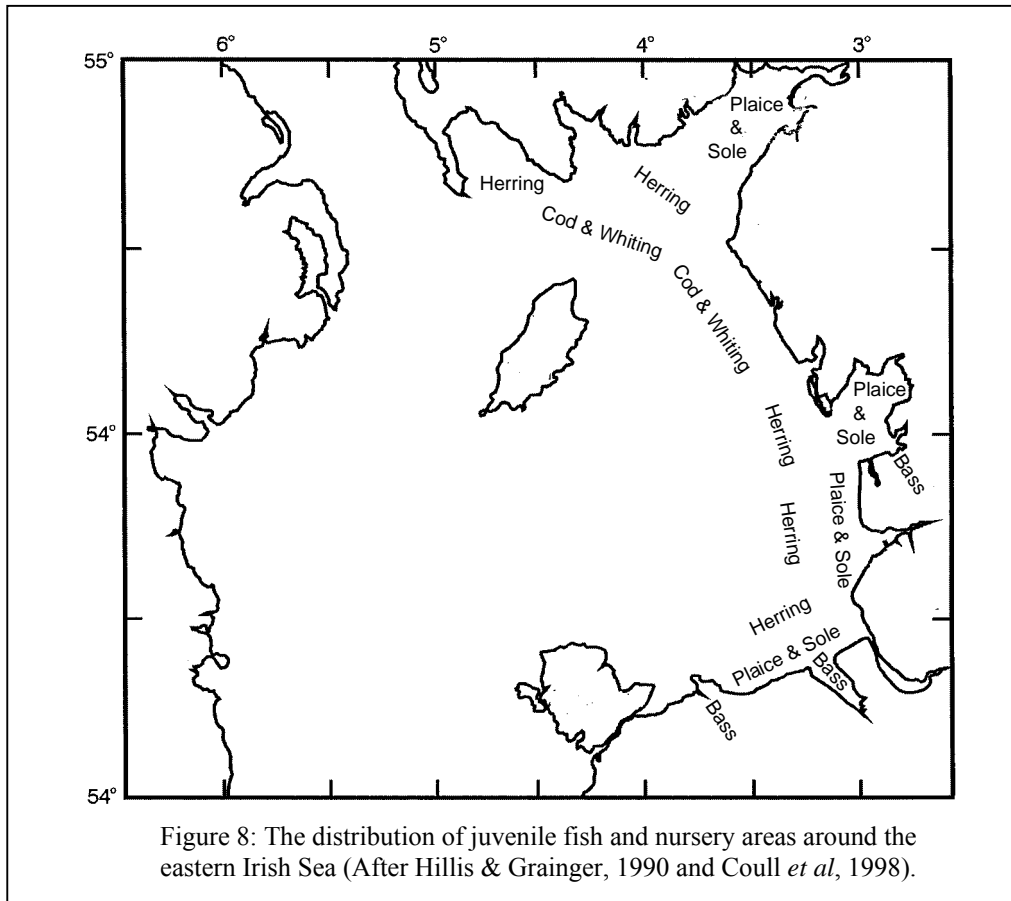 6°
5°
4°
3°
55°
Plaice
&
Sole
Herring
Herring
Cod & Whiting
Cod & Whiting
Plaice
&
Sole
54°
Herring
Bass
Plaice & Sole
Herring
Herring
Plaice & Sole
Bass
Bass
54°
Figure 8: The distribution of juvenile fish and nursery areas around the
eastern Irish Sea (After Hillis & Grainger, 1990 and Coull et al, 1998).